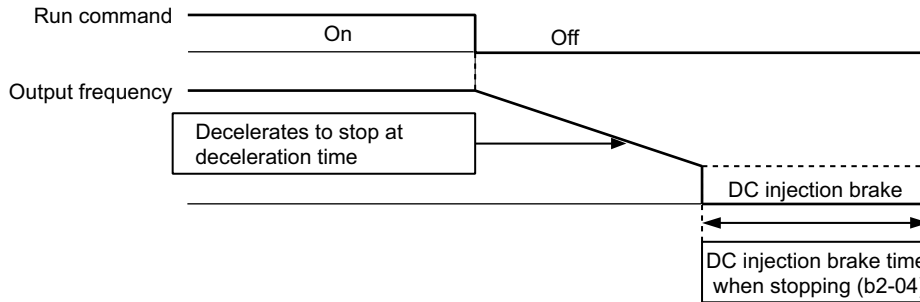 Run command
On
Off
Output frequency
Decelerates to stop at
deceleration time
DC injection brake
DC injection brake time
when stopping (b2-04)